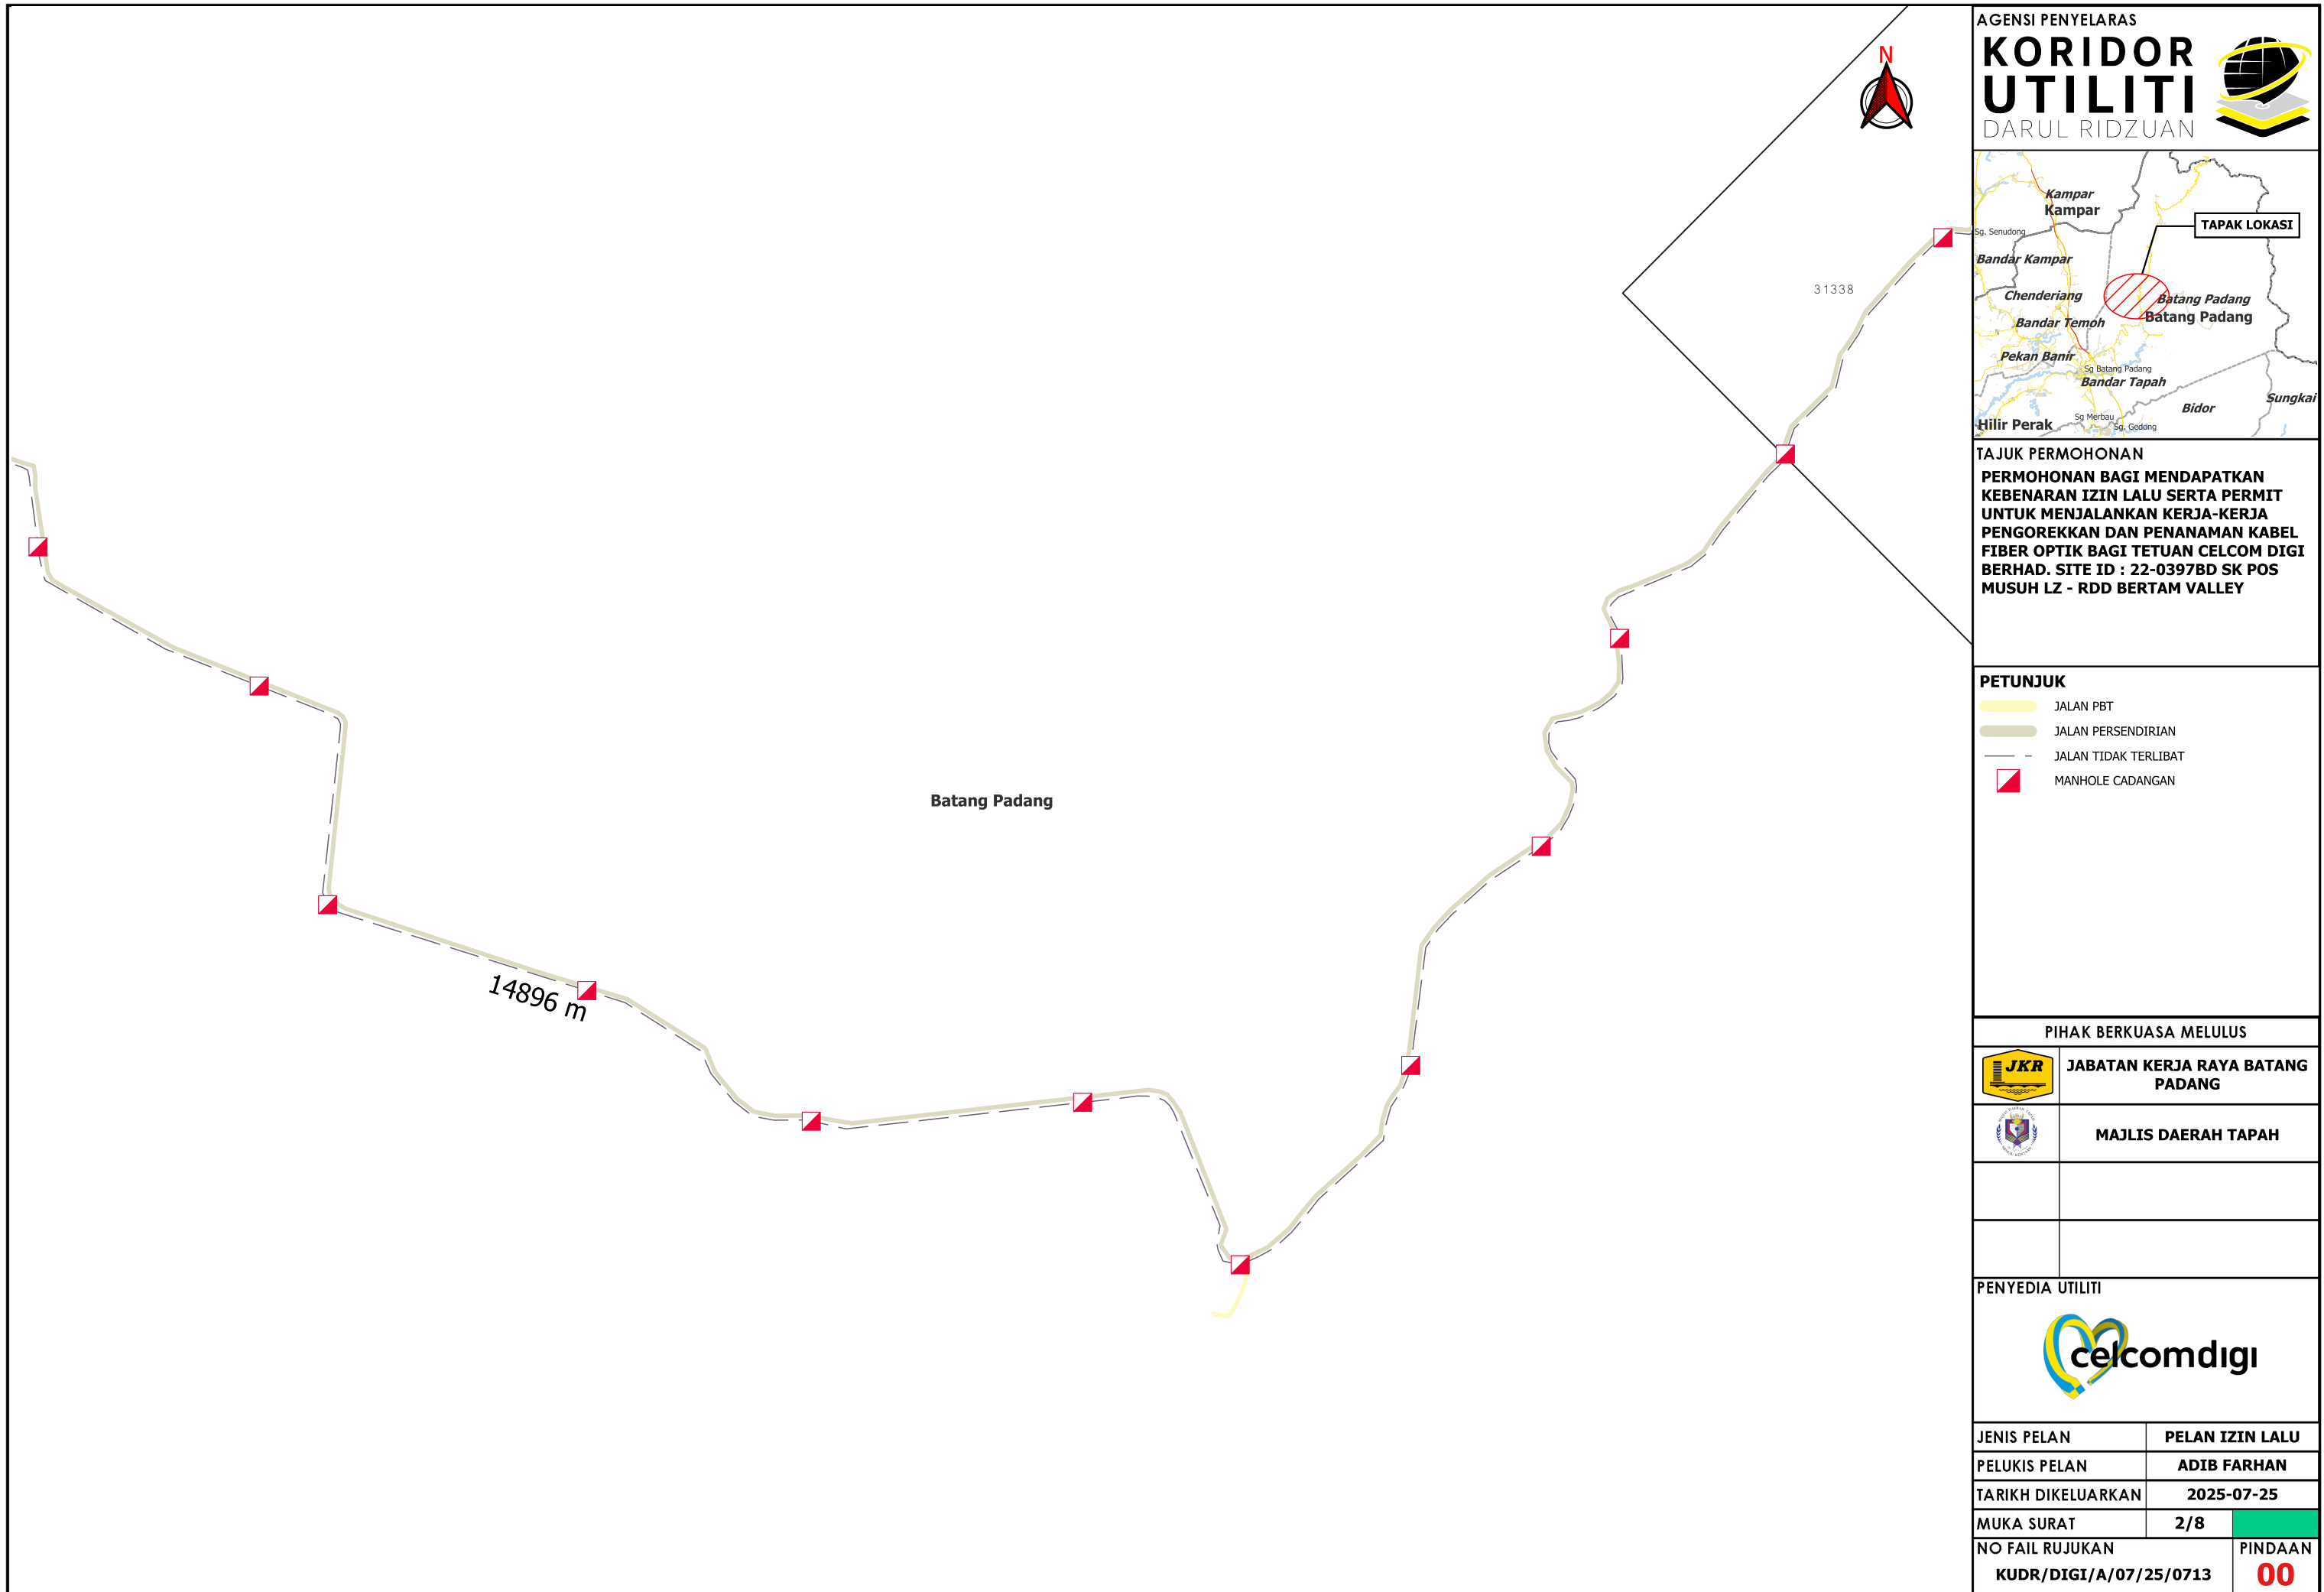 N
31338
Batang Padang
14896 m
AGENSI PENYELARAS
KORIDOR
UTILITI
DARUL RIDZUAN
Kampar
Kampar
TAPAK LOKASI
Sg. Senudong
Bandar Kampar
Chenderiang
Batang Padang
Batang Padang
Bandar Temoh
Pekan Banir
Sg Batang Padang
Bandar Tapah
Sungkai
Bidor
Sg Merbau
Sg. Gedong
Hilir Perak
TAJUK PERMOHONAN
PERMOHONAN BAGI MENDAPATKAN
KEBENARAN IZIN LALU SERTA PERMIT
UNTUK MENJALANKAN KERJA-KERJA
PENGOREKKAN DAN PENANAMAN KABEL
FIBER OPTIK BAGI TETUAN CELCOM DIGI
BERHAD. SITE ID : 22-0397BD SK POS
MUSUH LZ - RDD BERTAM VALLEY
PETUNJUK
JALAN PBT
JALAN PERSENDIRIAN
JALAN TIDAK TERLIBAT
MANHOLE CADANGAN
PIHAK BERKUASA MELULUS
JKR
JABATAN KERJA RAYA BATANG
PADANG
MAJLIS DAERAH TAPAH
PENYEDIA UTILITI
celcomdigi
JENIS PELAN
PELAN IZIN LALU
PELUKIS PELAN
ADIB FARHAN
TARIKH DIKELUARKAN
2025-07-25
MUKA SURAT
2/8
NO FAIL RUJUKAN
PINDAAN
KUDR/DIGI/A/07/25/0713
00